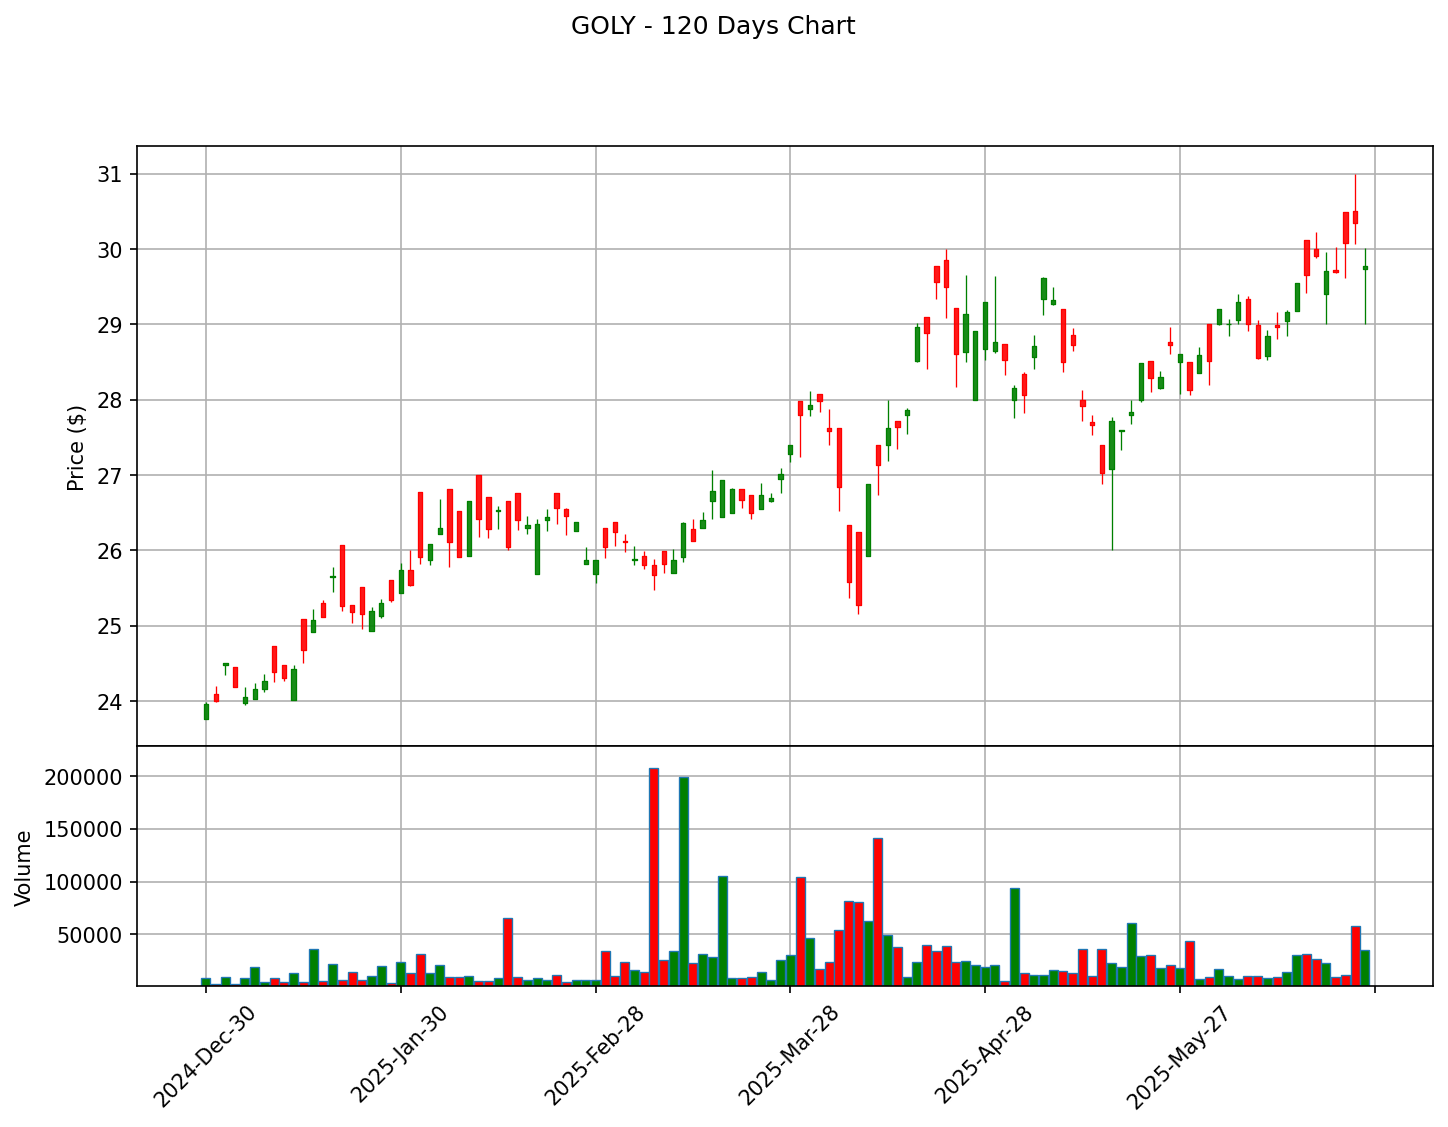 GOLY - 120 Days Chart
Price ($)
31
30
29
28
27
26
25
24
Volume
200000
150000
100000
50000
2024-Dec-30
2025-Jan-30
2025-Feb-28
2025-Mar-28
2025-Apr-28
2025-May-27